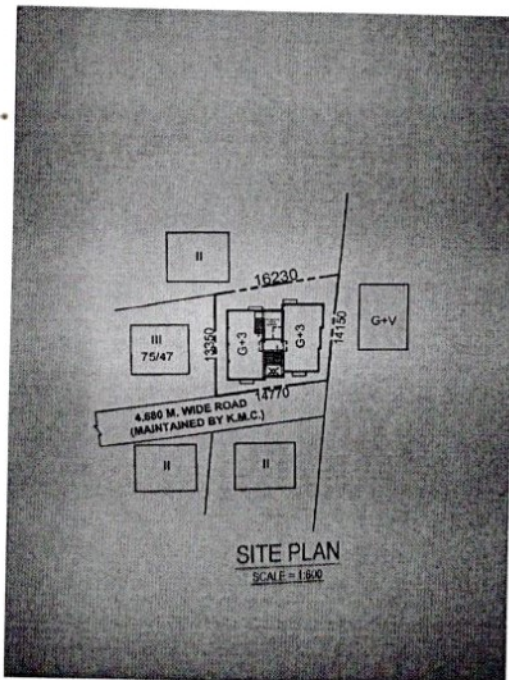 II
16230
III
75/47
13350
G+3
G+3
14150
G+V
14770
4.680 M. WIDE ROAD
(MAINTAINED BY K.M.C.)
II
II
SITE PLAN
SCALE = 1:600